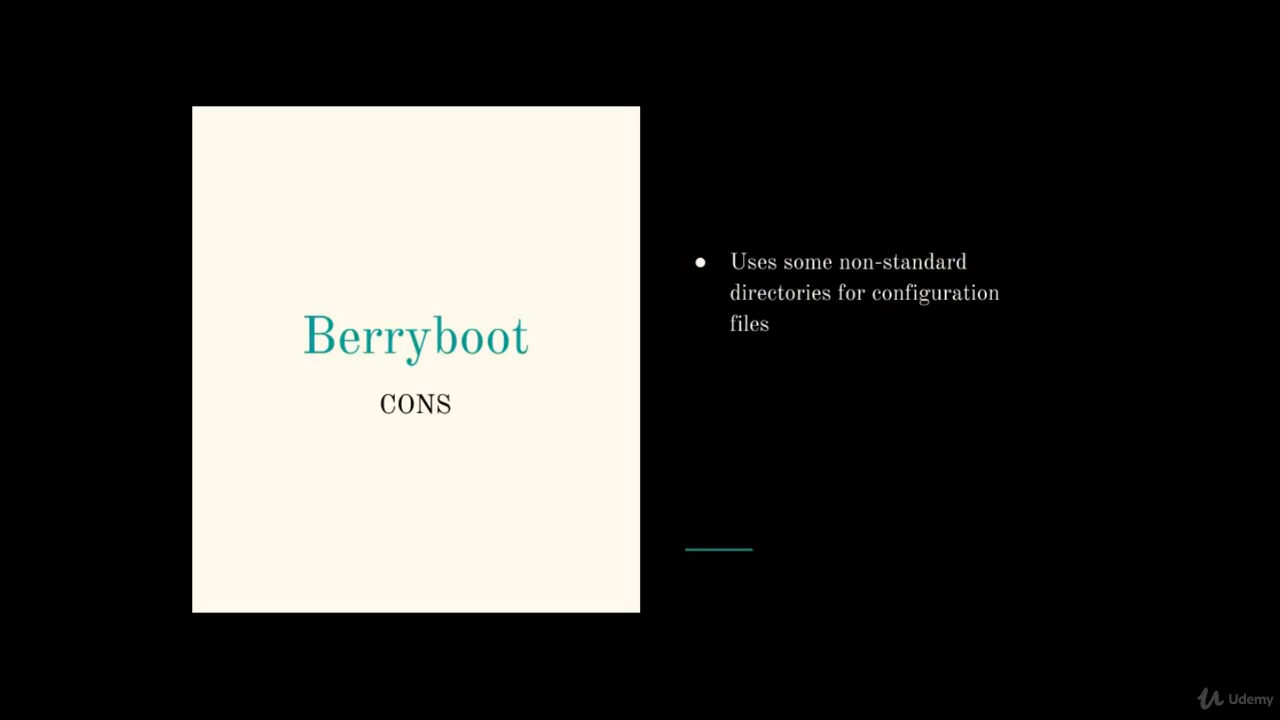 Berryboot
CONS
● Uses some non-standard
directories for configuration
files
Udemy